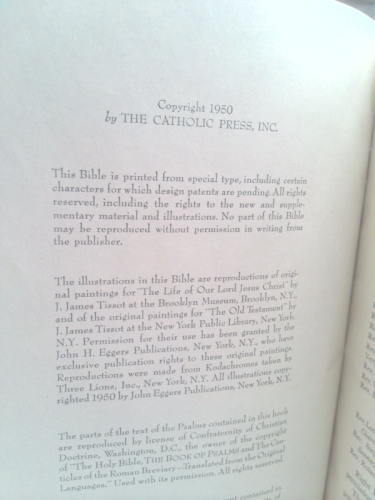 Copyright 1950
by THE CATHOLIC PRESS, INC.
This Bible is printed from special type, including certain
characters for which design patents are pending. All rights
reserved, including the rights to the new and supple-
mentary material and illustrations. No part of this Bible
may be reproduced without permission in writing from
the publisher.
The illustrations in this Bible are reproductions of origi-
nal paintings for "The Life of Our Lord Jesus Christ" by
J. James Tissot at the Brooklyn Museum, Brooklyn, N.Y.,
and of the original paintings for "The Old Testament" by
J. James Tissot at the New York Public Library, New York,
N.Y. Permission for their use has been granted by the
John H. Eggers Publications, New York, N.Y., who have
exclusive publication rights to these original paintings.
Reproductions were made from Kodachromes taken by
Three Lions, Inc., New York, N.Y. All illustrations copy-
righted 1950 by John Eggers Publications, New York, N.Y.
The parts of the text of the Psalms contained in this book
are reproduced by license of Confraternity of Christian
Doctrine, Washington, D.C., the owner of the copyright
of "The Holy Bible, THE BOOK OF PSALMS and The Can-
ticles of the Roman Breviary—Translated from the Original
Languages." Used with its permission. All rights reserved.